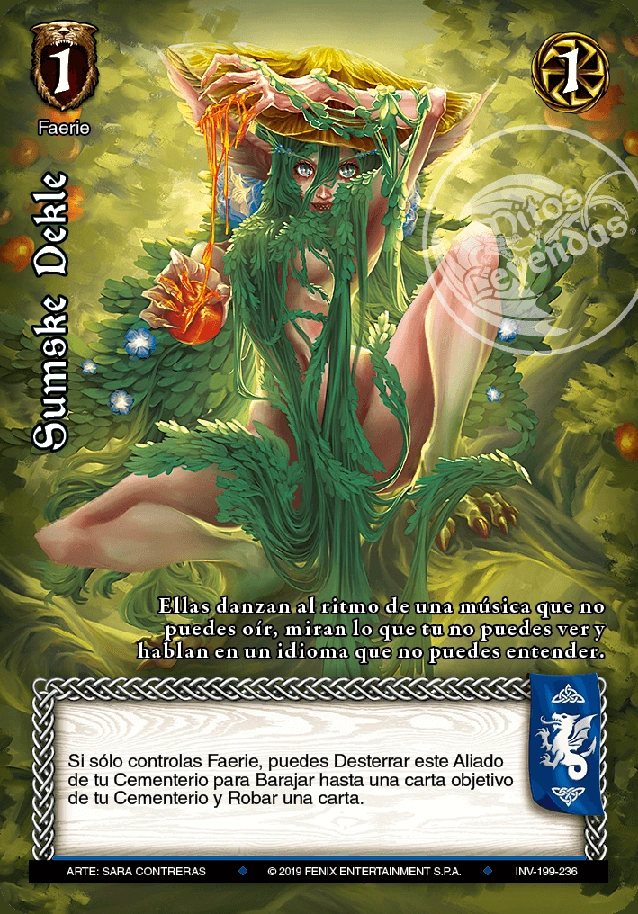 1
1
Faerie
Sumske Dekle
Mitos
y
Leyendas®
Ellas danzan al ritmo de una música que no
puedes oír, miran lo que tu no puedes ver y
hablan en un idioma que no puedes entender.
Si sólo controlas Faerie, puedes Desterrar este Aliado
de tu Cementerio para Barajar hasta una carta objetivo
de tu Cementerio y Robar una carta.
ARTE: SARA CONTRERAS © 2019 FENIX ENTERTAINMENT S.P.A. INV-199-236